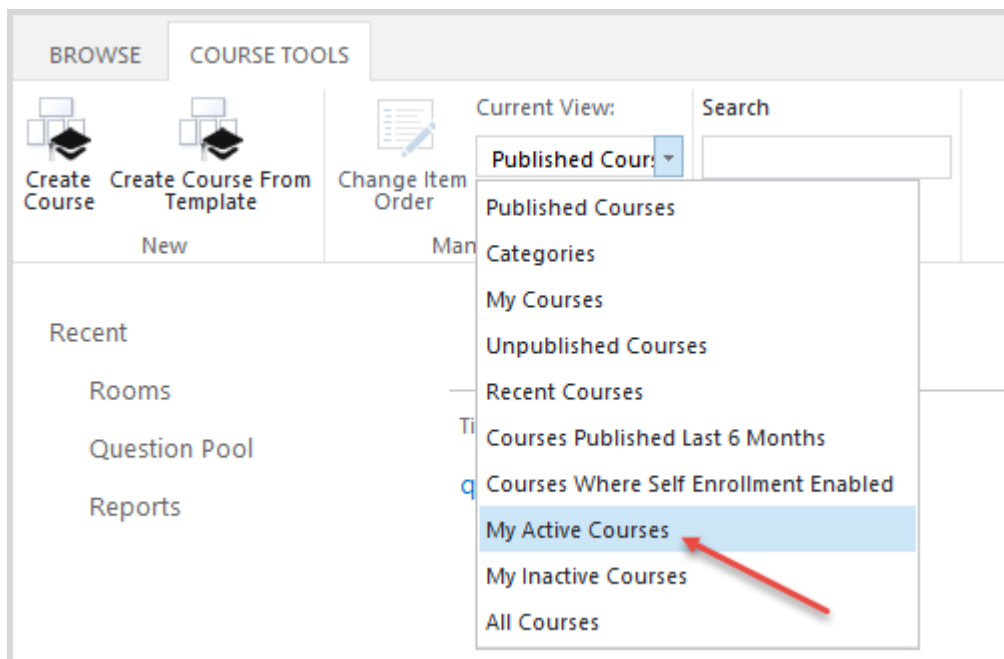 BROWSE
COURSE TOOLS
Create
Course
Create Course From
Template
New
Change Item
Order
Man
Current View:
Published Cour
Search
Published Courses
Categories
My Courses
Unpublished Courses
Recent Courses
Courses Published Last 6 Months
Courses Where Self Enrollment Enabled
My Active Courses
My Inactive Courses
All Courses
Recent
Rooms
Question Pool
Reports
Ti
q